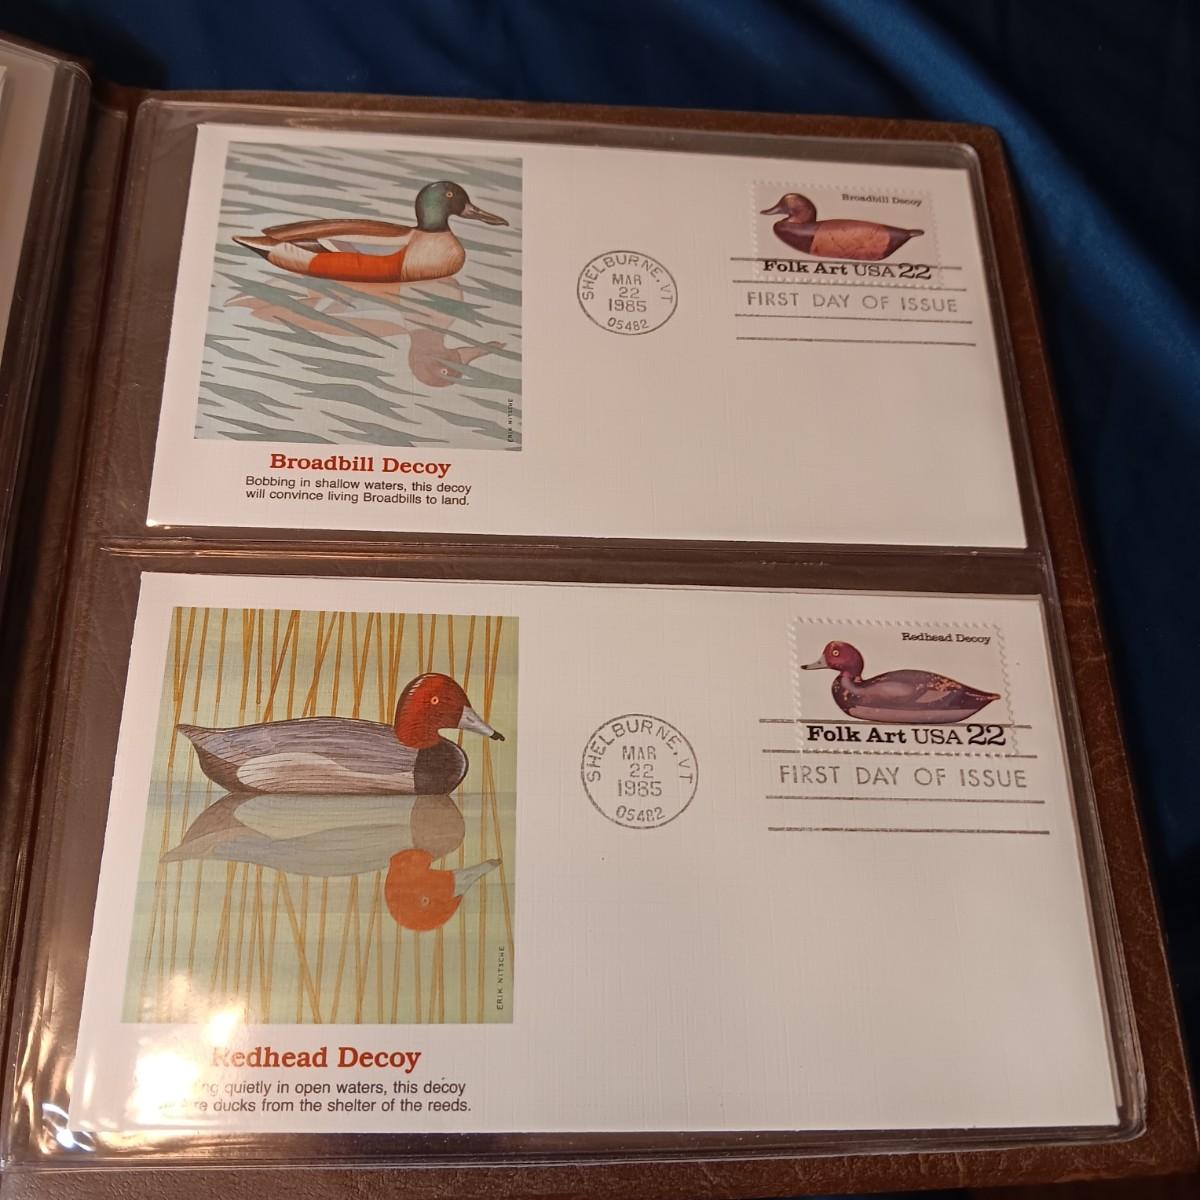 Broadbill Decoy
Folk Art USA 22
SHELBURNE, VT
MAR
22
1985
05482
FIRST DAY OF ISSUE
ERIK NITSCHE
Broadbill Decoy
Bobbing in shallow waters, this decoy
will convince living Broadbills to land.
Redhead Decoy
Folk Art USA 22
SHELBURNE, VT
MAR
22
1985
05482
FIRST DAY OF ISSUE
ERIK NITSCHE
Redhead Decoy
quietly in open waters, this decoy
ducks from the shelter of the reeds.